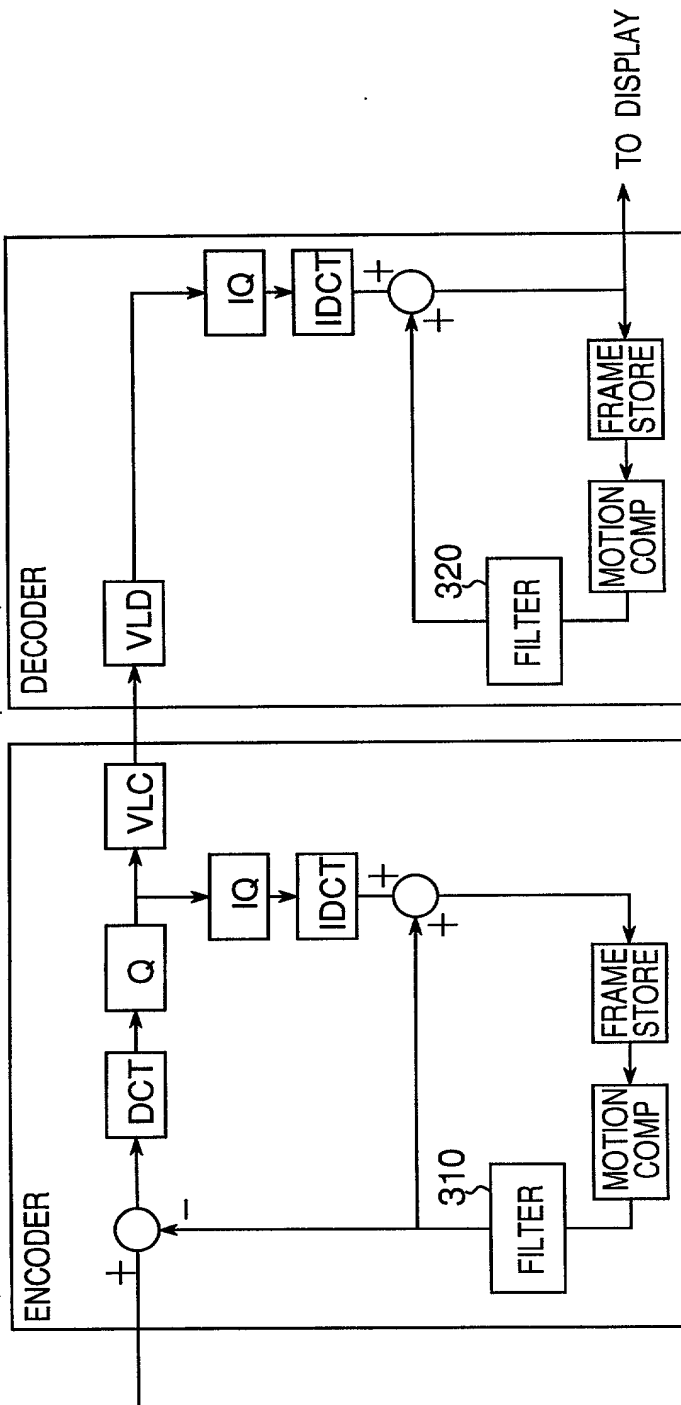 ENCODER
+
-
DCT
Q
VLC
IQ
IDCT
+
+
FRAME
STORE
MOTION
COMP
310
FILTER
DECODER
VLD
IQ
IDCT
+
+
FRAME
STORE
MOTION
COMP
320
FILTER
TO DISPLAY